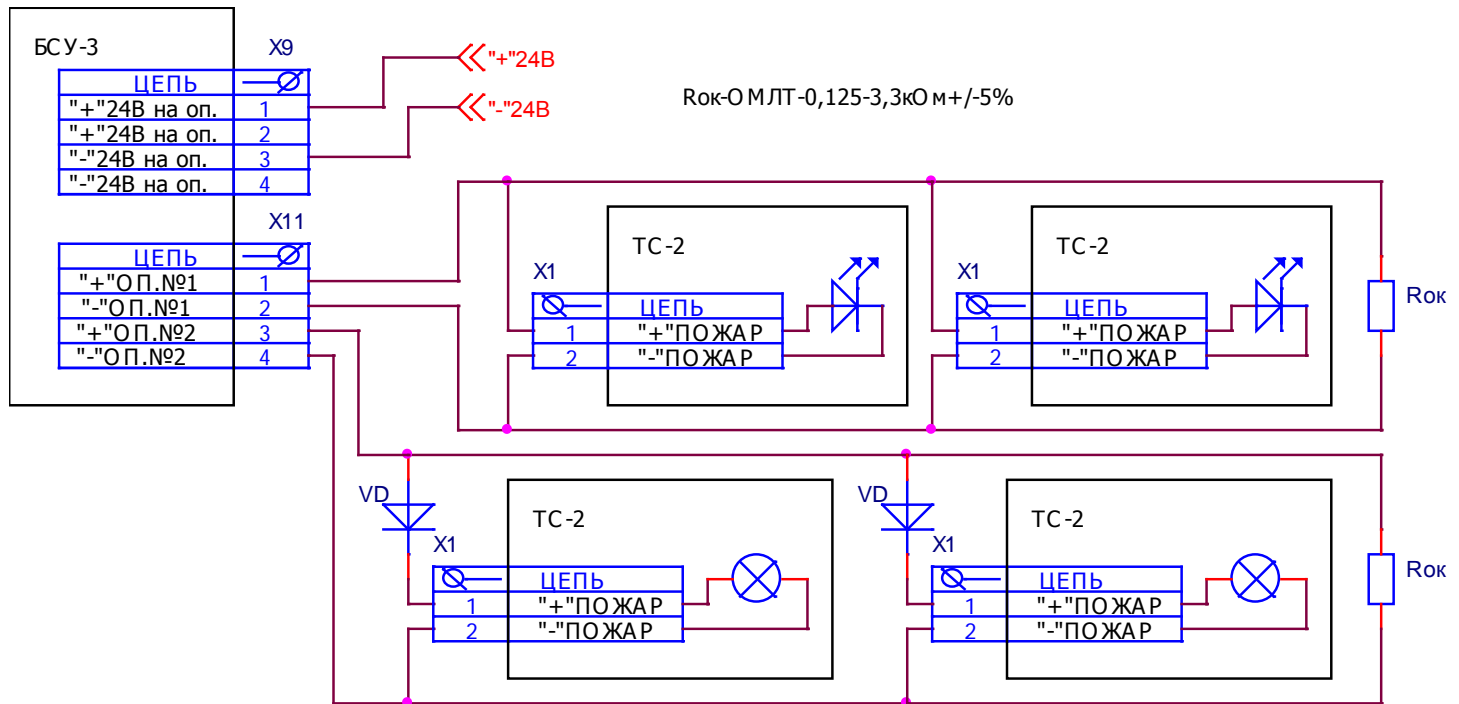 БСУ-3
X9
ЦЕПЬ
"+"24В на оп. 1
"+"24В на оп. 2
"-"24В на оп. 3
"-"24В на оп. 4
"+"24В
"-"24В
Rок-ОМЛТ-0,125-3,3кОм+/-5%
X11
ЦЕПЬ
"+"ОП.№1 1
"-"ОП.№1 2
"+"ОП.№2 3
"-"ОП.№2 4
ТС-2
X1
ЦЕПЬ
1 "+"ПОЖАР
2 "-"ПОЖАР
ТС-2
X1
ЦЕПЬ
1 "+"ПОЖАР
2 "-"ПОЖАР
Rок
VD
ТС-2
X1
ЦЕПЬ
1 "+"ПОЖАР
2 "-"ПОЖАР
VD
ТС-2
X1
ЦЕПЬ
1 "+"ПОЖАР
2 "-"ПОЖАР
Rок